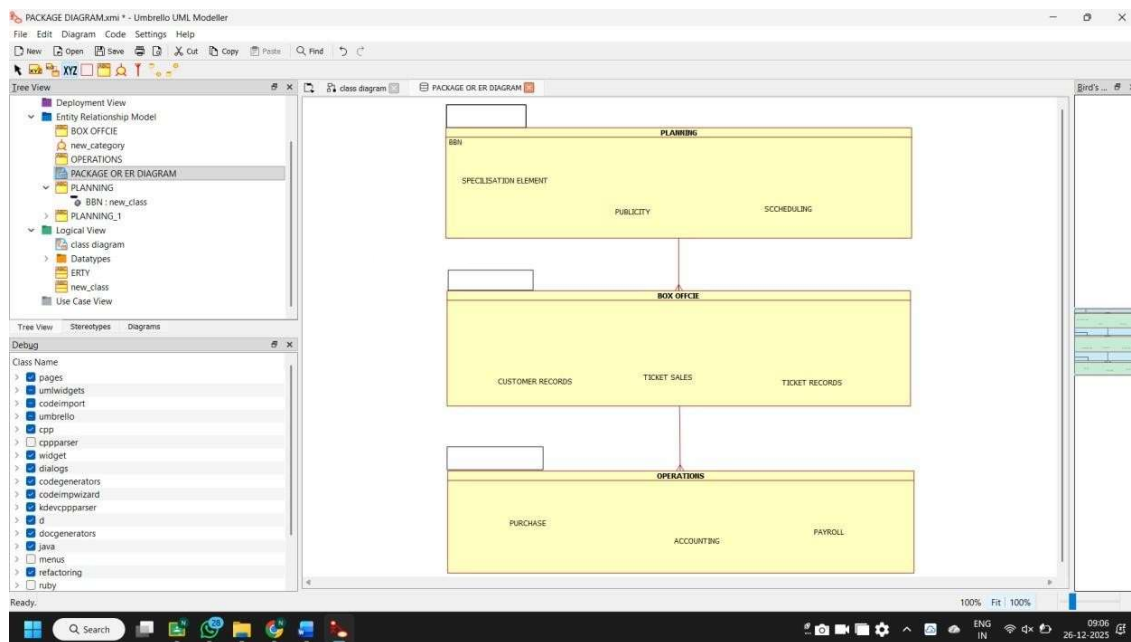 PACKAGE DIAGRAM.xmi * - Umbrello UML Modeller
File Edit Diagram Code Settings Help
New Open Save Cut Copy Paste Find
XYZ
Tree View
Deployment View
Entity Relationship Model
BOX OFFCIE
new_category
OPERATIONS
PACKAGE OR ER DIAGRAM
PLANNING
BBN : new_class
PLANNING_1
Logical View
class diagram
Datatypes
ERTY
new_class
Use Case View
Tree View Stereotypes Diagrams
Debug
Class Name
pages
umlwidgets
codeimport
umbrello
cpp
cppparser
widget
dialogs
codegenerators
codeimpwizard
kdevcppparser
d
docgenerators
java
menus
refactoring
ruby
class diagram PACKAGE OR ER DIAGRAM
PLANNING
BBN
SPECILISATION ELEMENT
PUBLICITY
SCCHEDULING
BOX OFFCIE
CUSTOMER RECORDS
TICKET SALES
TICKET RECORDS
OPERATIONS
PURCHASE
ACCOUNTING
PAYROLL
Bird's ...
Ready.
100% Fit 100%
Search
ENG
IN
09:06
26-12-2025